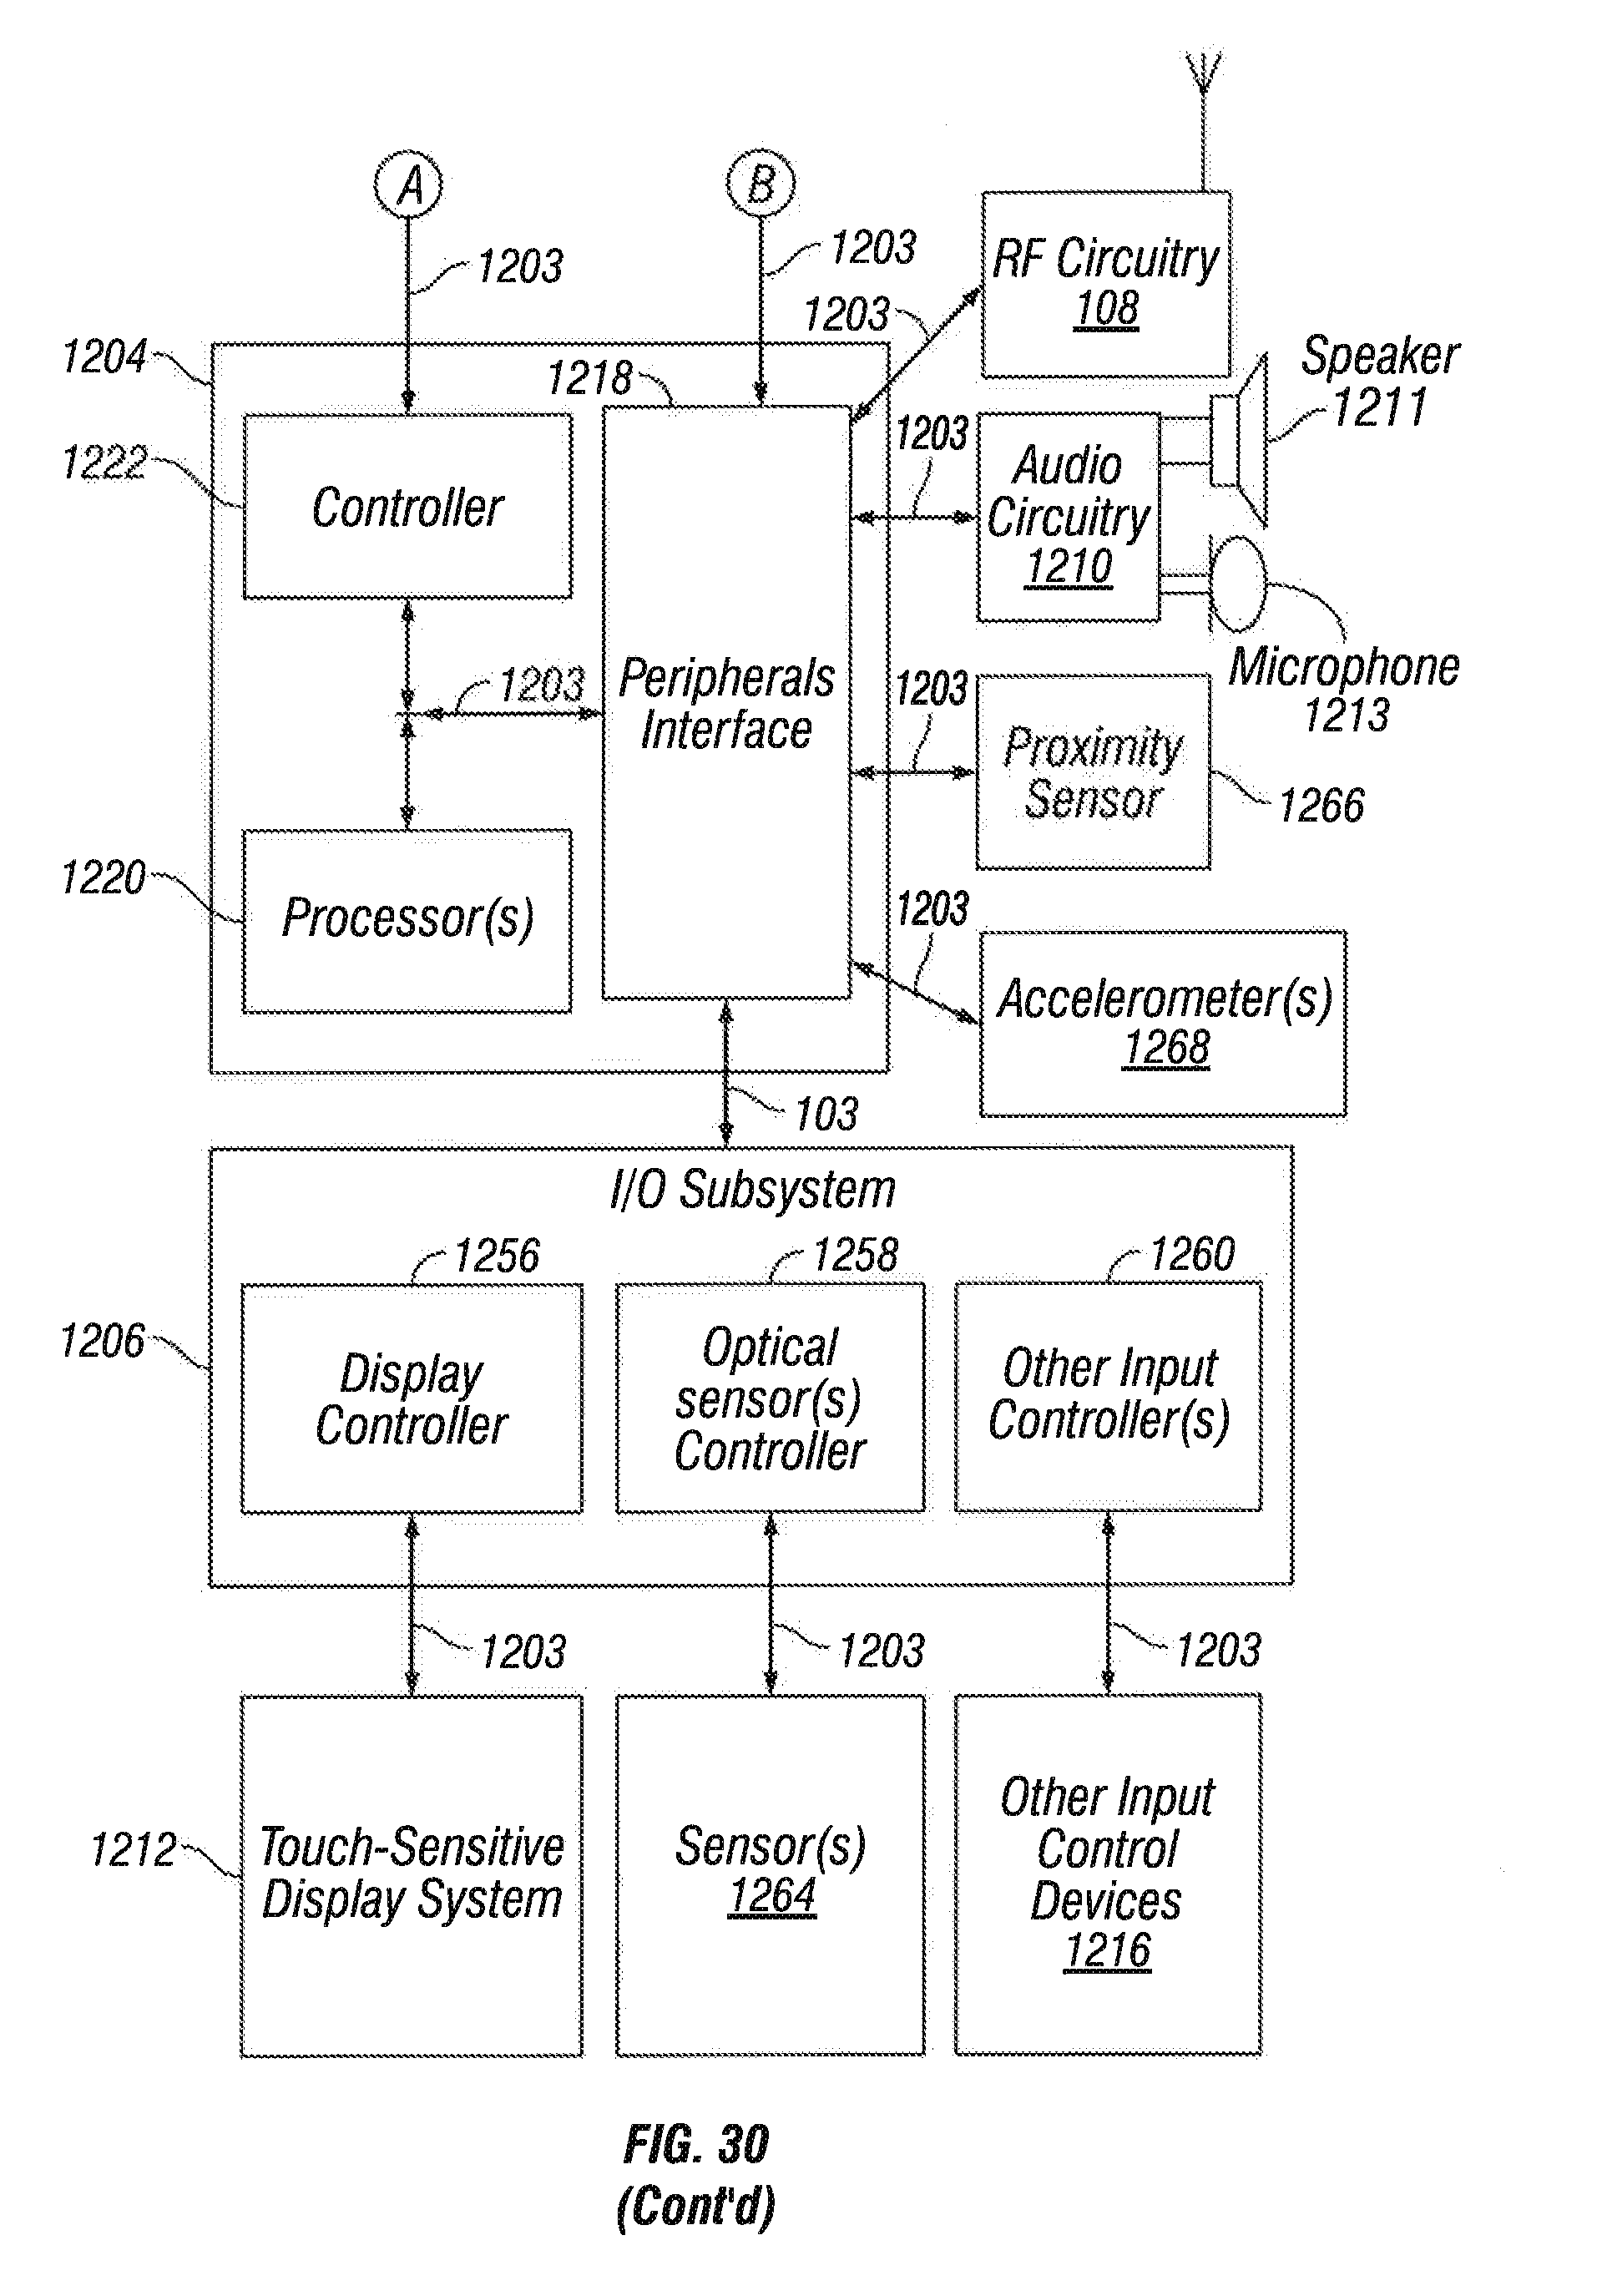 A
B
1203
1203
1203
RF Circuitry
108
1204
1218
Speaker
1211
1222
Controller
1203
Audio
Circuitry
1210
1203
Peripherals
Interface
Microphone
1213
1203
Proximity
Sensor
1266
1220
Processor(s)
1203
Accelerometer(s)
1268
103
I/O Subsystem
1256
1258
1260
1206
Display
Controller
Optical
sensor(s)
Controller
Other Input
Controller(s)
1203
1203
1203
1212
Touch-Sensitive
Display System
Sensor(s)
1264
Other Input
Control
Devices
1216
FIG. 30
(Cont'd)